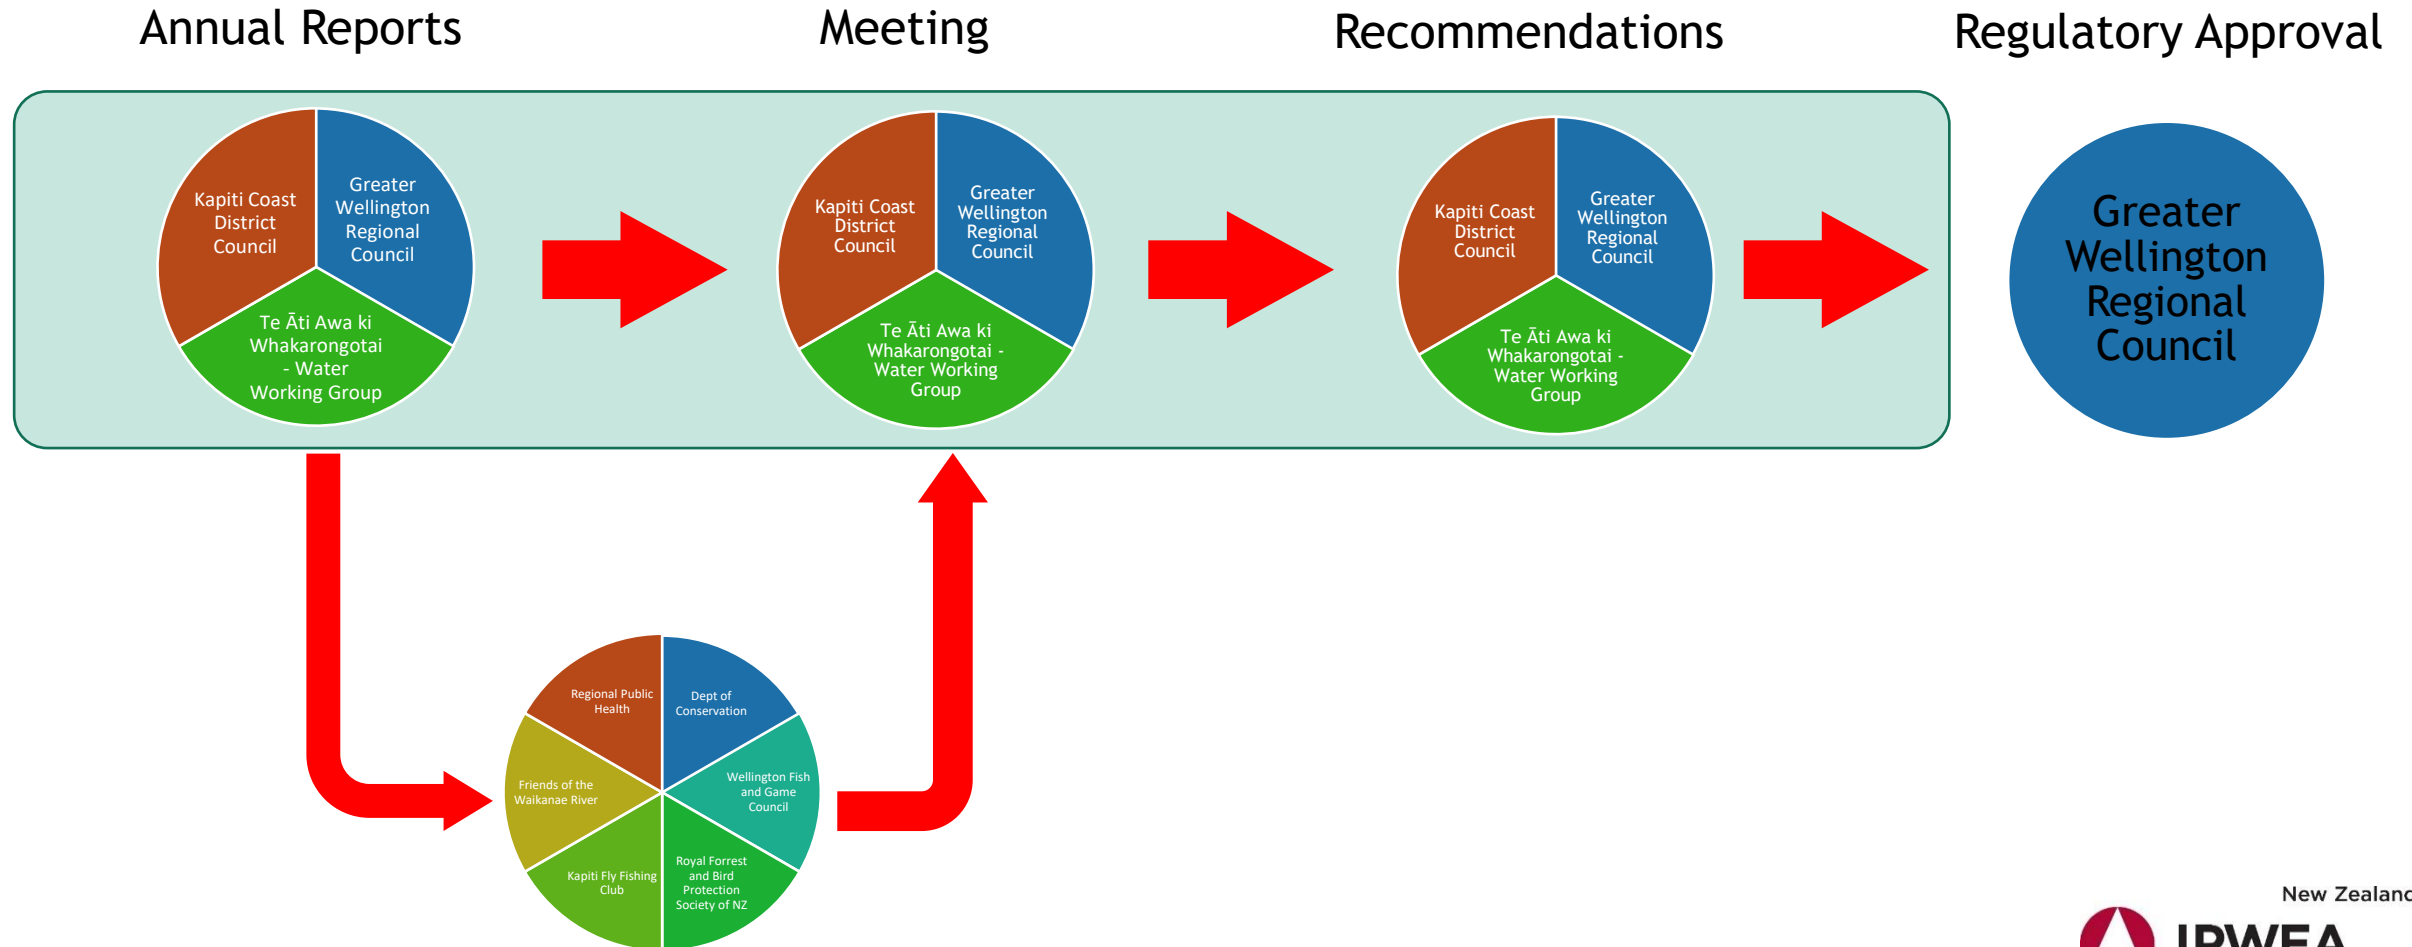 Annual Reports
Meeting
Recommendations
Regulatory Approval
Kapiti Coast
District
Council
Greater
Wellington
Regional
Council
Te Āti Awa ki
Whakarongotai
- Water
Working Group
Kapiti Coast
District
Council
Greater
Wellington
Regional
Council
Te Āti Awa ki
Whakarongotai -
Water Working
Group
Kapiti Coast
District
Council
Greater
Wellington
Regional
Council
Te Āti Awa ki
Whakarongotai -
Water Working
Group
Greater
Wellington
Regional
Council
Regional Public
Health
Dept of
Conservation
Friends of the
Waikanae River
Wellington Fish
and Game
Council
Kapiti Fly Fishing
Club
Royal Forrest
and Bird
Protection
Society of NZ
New Zealand
IPWEA